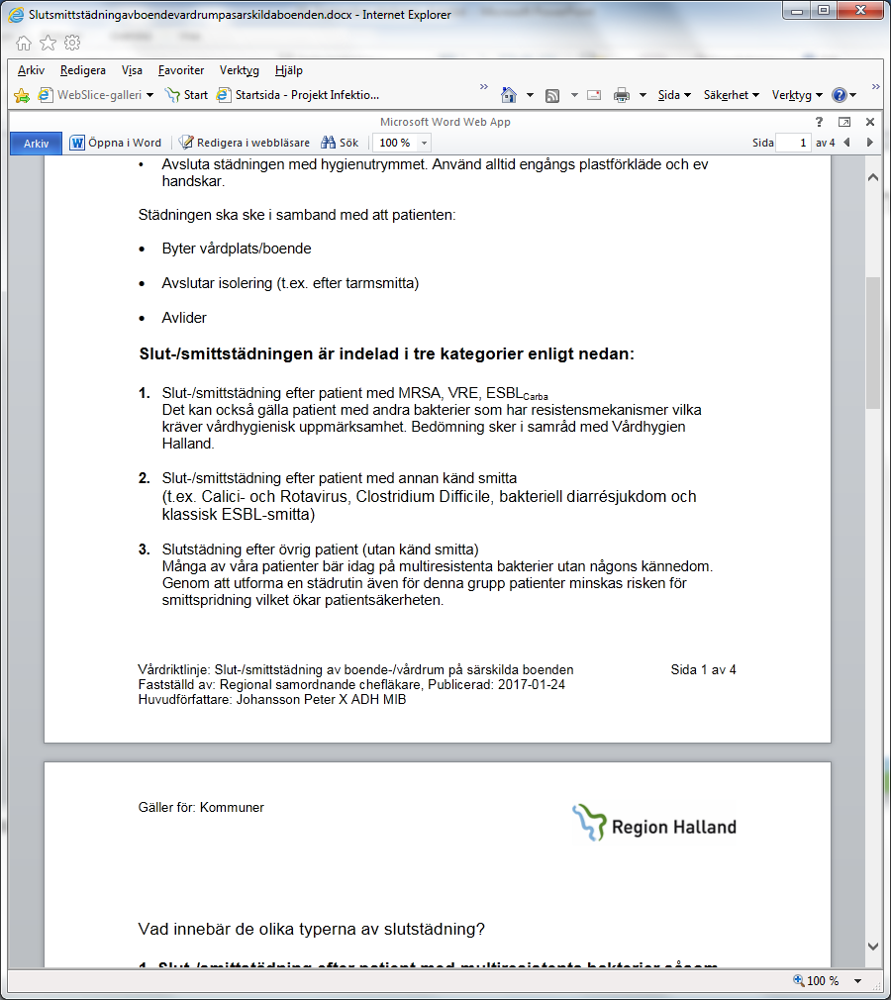 Slutsmittstädningavboendevardrumpasarskildaboenden.docx - Internet Explorer
Arkiv Redigera Visa Favoriter Verktyg Hjälp
WebSlice-galleri Start Startsida - Projekt Infektio... » Sida Säkerhet Verktyg »
Microsoft Word Web App
Arkiv Öppna i Word Redigera i webbläsare Sök 100 % Sida 1 av 4
• Avsluta städningen med hygienutrymmet. Använd alltid engångs plastförkläde och ev
handskar.
Städningen ska ske i samband med att patienten:
• Byter vårdplats/boende
• Avslutar isolering (t.ex. efter tarmsmitta)
• Avlider
Slut-/smittstädningen är indelad i tre kategorier enligt nedan:
1. Slut-/smittstädning efter patient med MRSA, VRE, ESBLCarba
Det kan också gälla patient med andra bakterier som har resistensmekanismer vilka
kräver vårdhygienisk uppmärksamhet. Bedömning sker i samråd med Vårdhygien
Halland.
2. Slut-/smittstädning efter patient med annan känd smitta
(t.ex. Calici- och Rotavirus, Clostridium Difficile, bakteriell diarrésjukdom och
klassisk ESBL-smitta)
3. Slutstädning efter övrig patient (utan känd smitta)
Många av våra patienter bär idag på multiresistenta bakterier utan någons kännedom.
Genom att utforma en städrutin även för denna grupp patienter minskas risken för
smittspridning vilket ökar patientsäkerheten.
Vårdriktlinje: Slut-/smittstädning av boende-/vårdrum på särskilda boenden Sida 1 av 4
Fastställd av: Regional samordnande chefläkare, Publicerad: 2017-01-24
Huvudförfattare: Johansson Peter X ADH MIB
Gäller för: Kommuner
Region Halland
Vad innebär de olika typerna av slutstädning?
1. Slut-/smittstädning efter patient med multiresistenta bakterier såsom
100 %